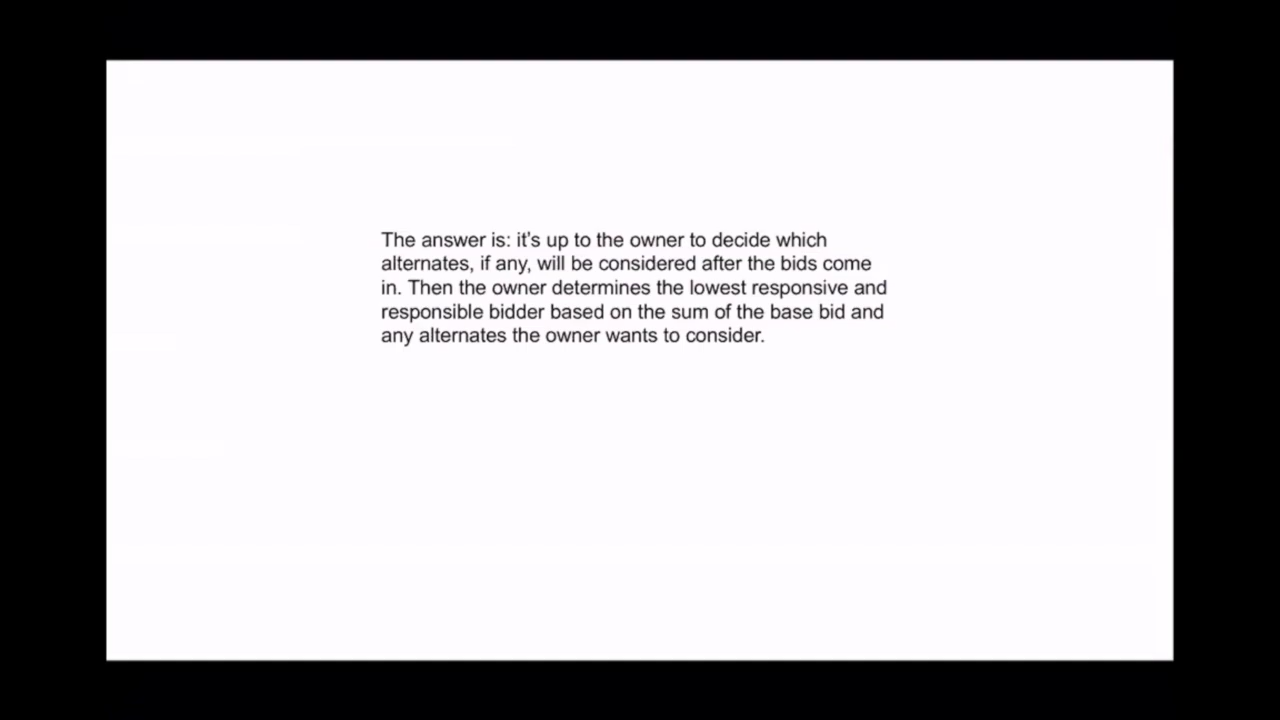 The answer is: it's up to the owner to decide which
alternates, if any, will be considered after the bids come
in. Then the owner determines the lowest responsive and
responsible bidder based on the sum of the base bid and
any alternates the owner wants to consider.